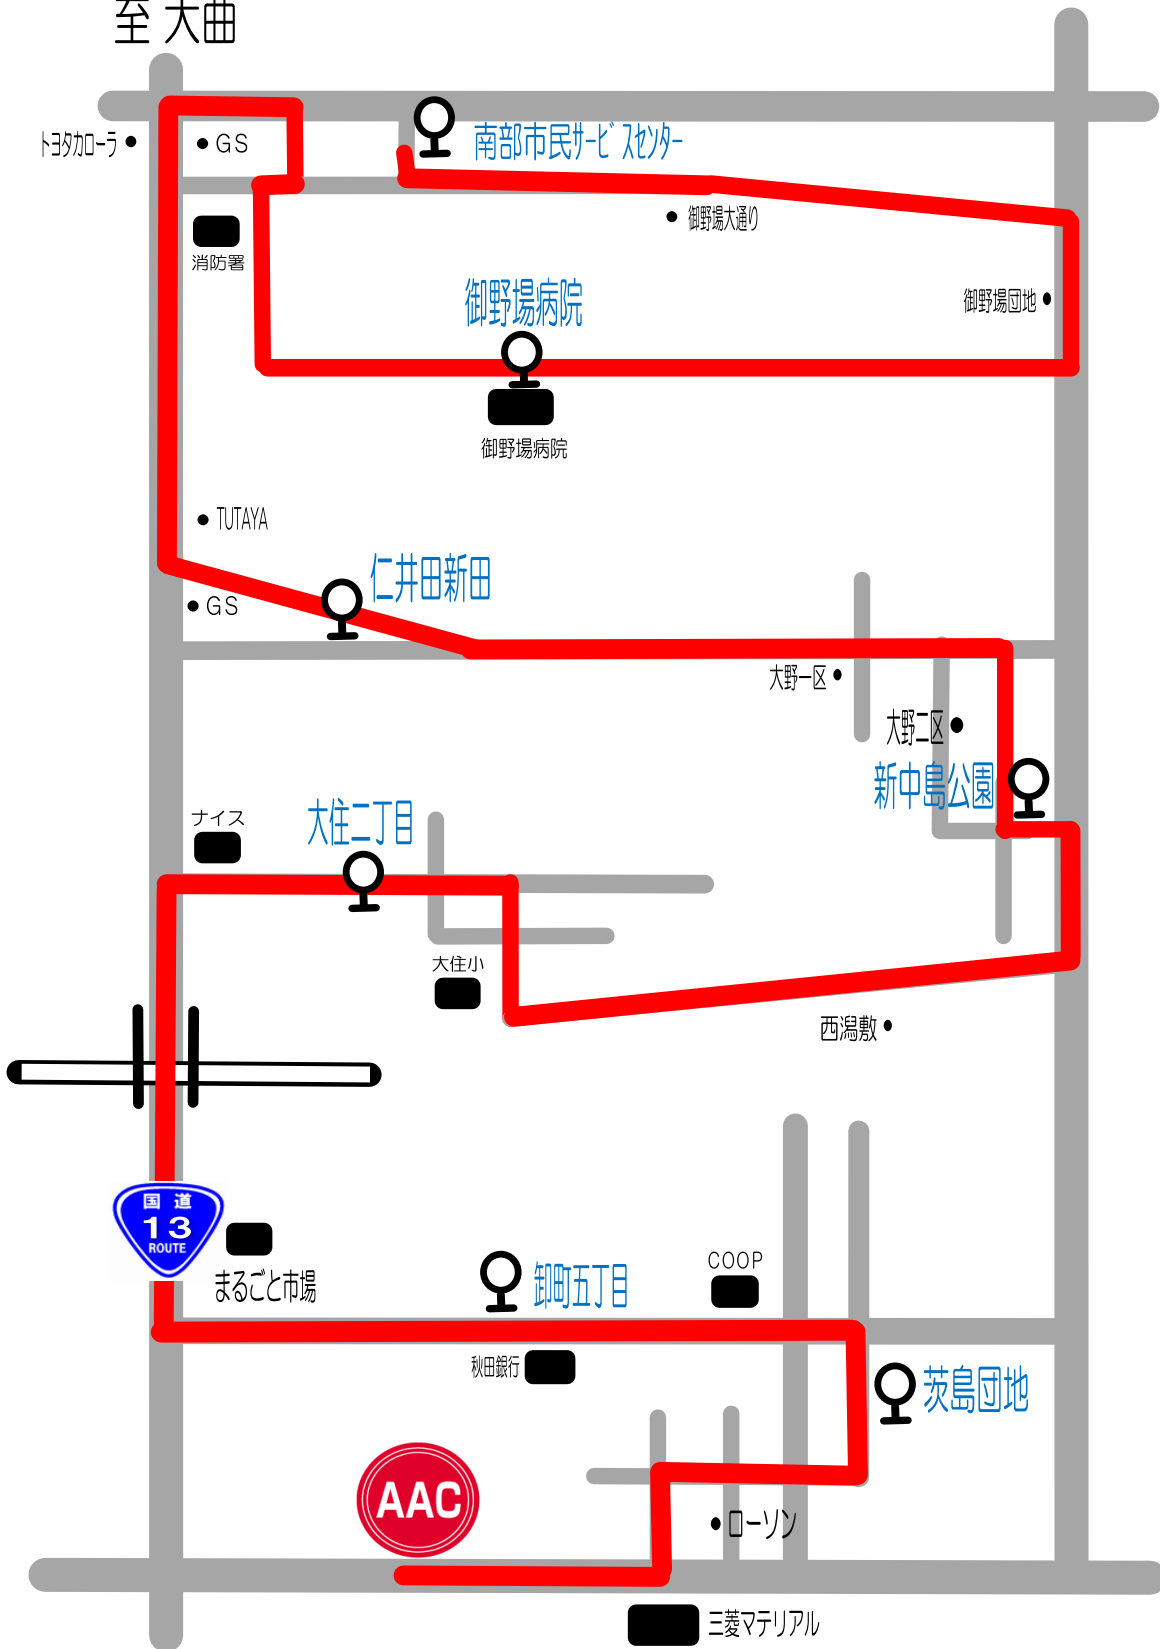 至 大曲
トヨタカローラ
GS
南部市民ｻｰﾋﾞｽｾﾝﾀｰ
御野場大通り
消防署
御野場病院
御野場団地
御野場病院
TUTAYA
仁井田新田
GS
大野一区
大野二区
新中島公園
ナイス
大住二丁目
大住小
西潟敷
国道
13
ROUTE
まるごと市場
卸町五丁目
COOP
秋田銀行
茨島団地
AAC
ローソン
三菱マテリアル